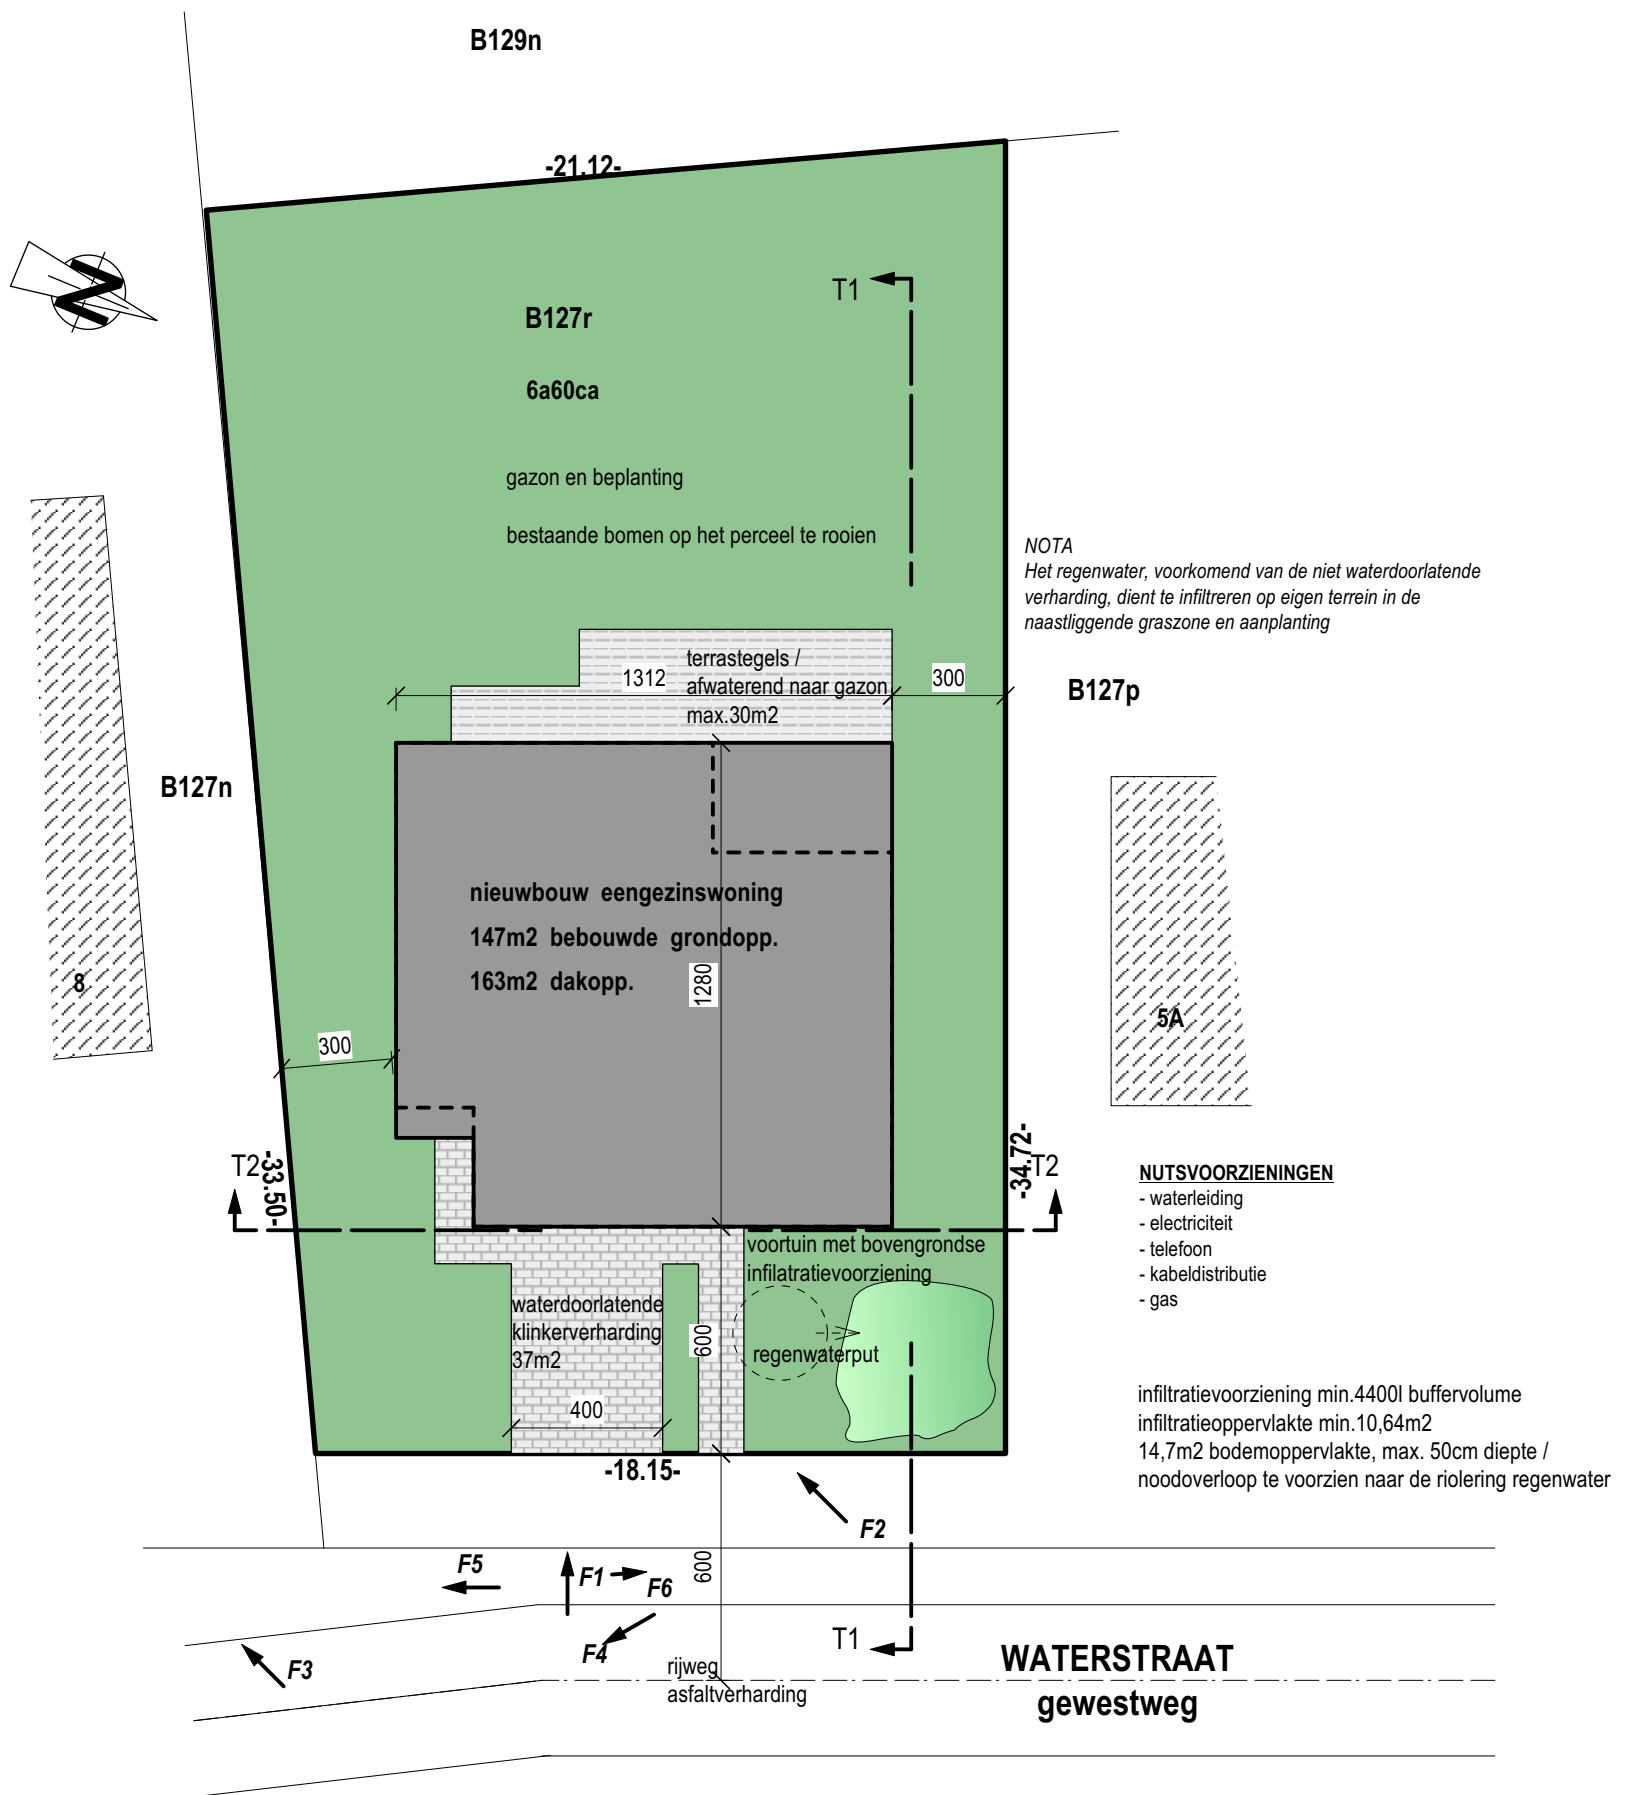 B129n
-21.12-
N
T1
B127r
6a60ca
gazon en beplanting
bestaande bomen op het perceel te rooien
NOTA
Het regenwater, voorkomend van de niet waterdoorlatende
verharding, dient te infiltreren op eigen terrein in de
naastliggende graszone en aanplanting
terrastegels /
afwaterend naar gazon
max.30m2
1312
300
B127p
B127n
nieuwbouw eengezinswoning
147m2 bebouwde grondopp.
163m2 dakopp.
1280
8
5A
300
-33.50-
-34.72-
T2
T2
NUTSVOORZIENINGEN
- waterleiding
- electriciteit
- telefoon
- kabeldistributie
- gas
voortuin met bovengrondse
infilatratievoorziening
waterdoorlatende
klinkerverharding
37m2
600
regenwaterput
400
infiltratievoorziening min.4400l buffervolume
infiltratieoppervlakte min.10,64m2
14,7m2 bodemoppervlakte, max. 50cm diepte /
noodoverloop te voorzien naar de riolering regenwater
-18.15-
F2
F5
F1
F6
600
F4
F3
T1
rijweg
asfaltverharding
WATERSTRAAT
gewestweg